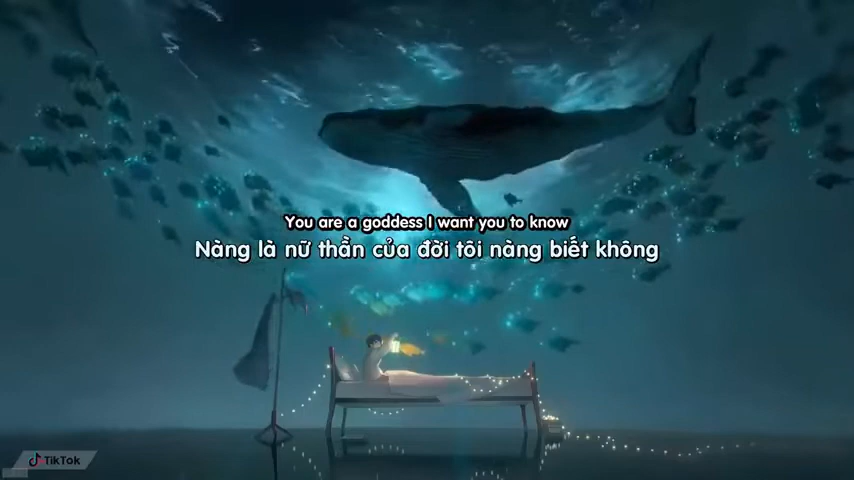 You are a goddess I want you to know
Nàng là nữ thần của đời tôi nàng biết không
TikTok